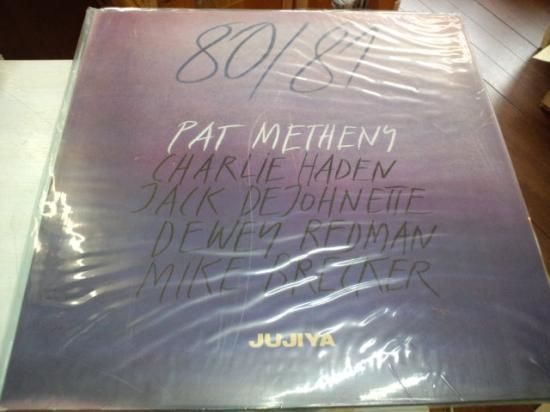 80/81
PAT METHENY
CHARLIE HADEN
JACK DEJOHNETTE
DEWEY REDMAN
MIKE BRECKER
JUJIYA